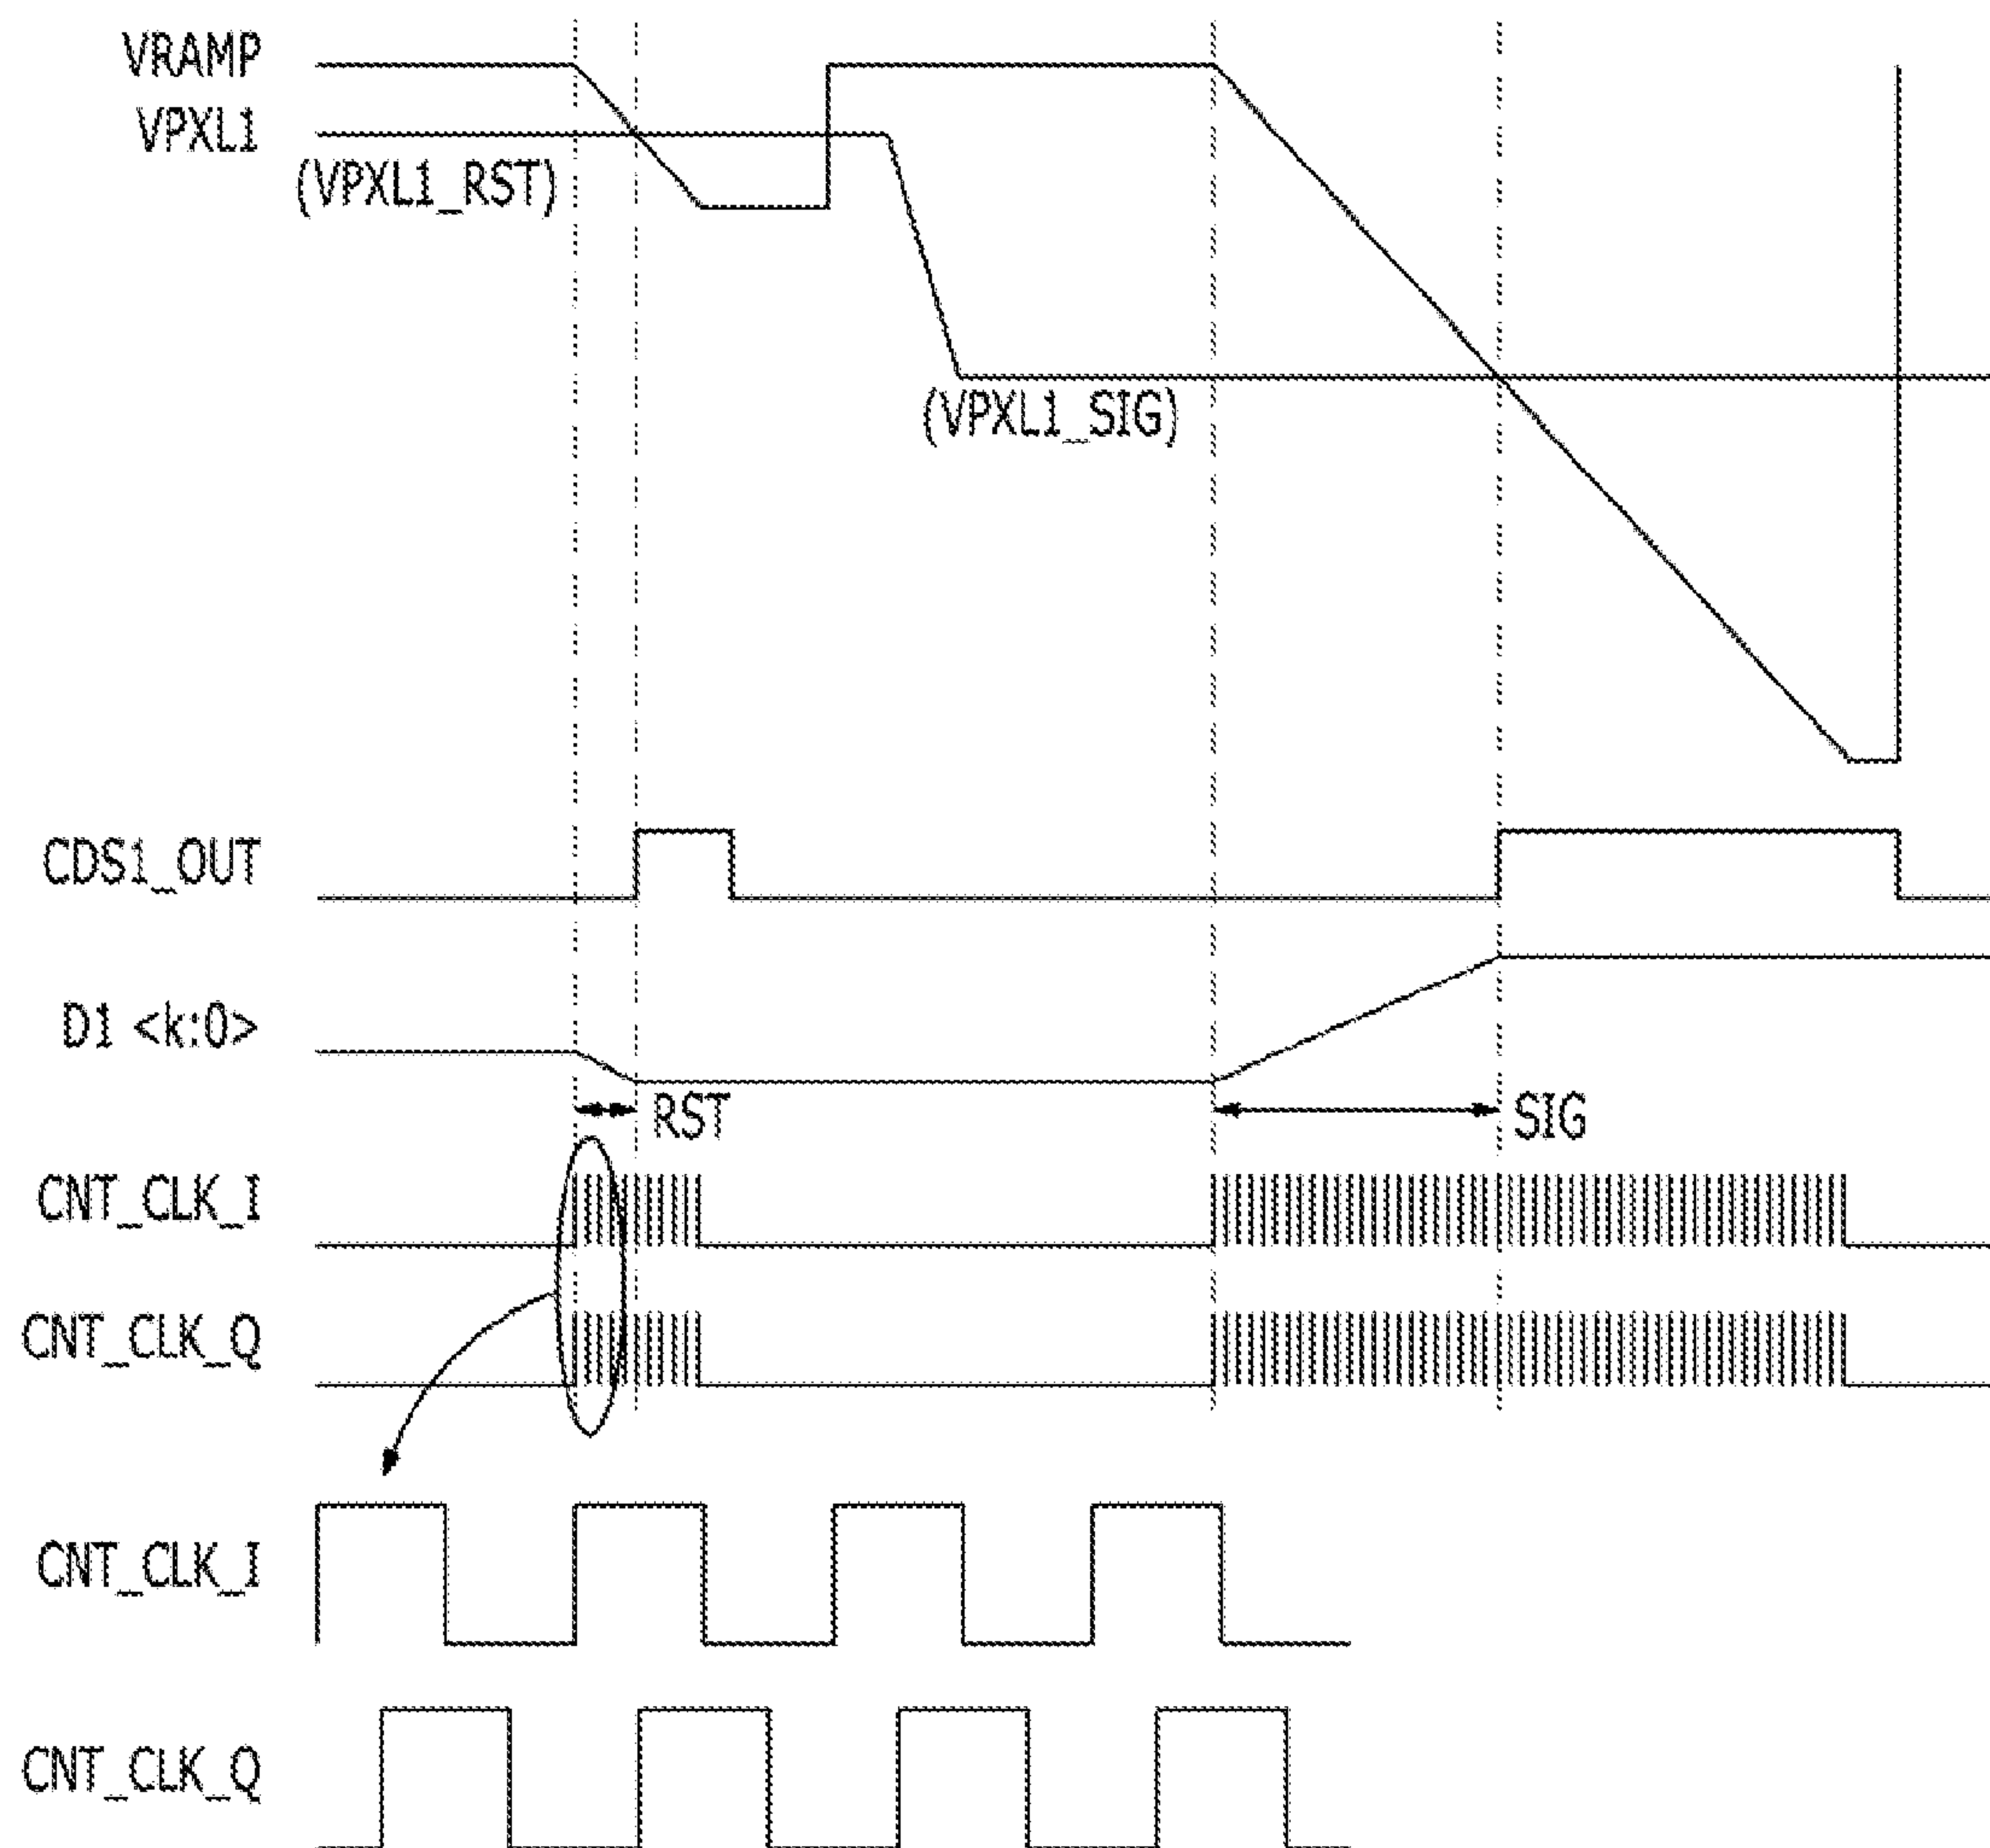 VRAMP
VPXL1
(VPXL1_RST)
(VPXL1_SIG)
CDS1_OUT
D1 <k:0>
RST
SIG
CNT_CLK_I
CNT_CLK_Q
CNT_CLK_I
CNT_CLK_Q